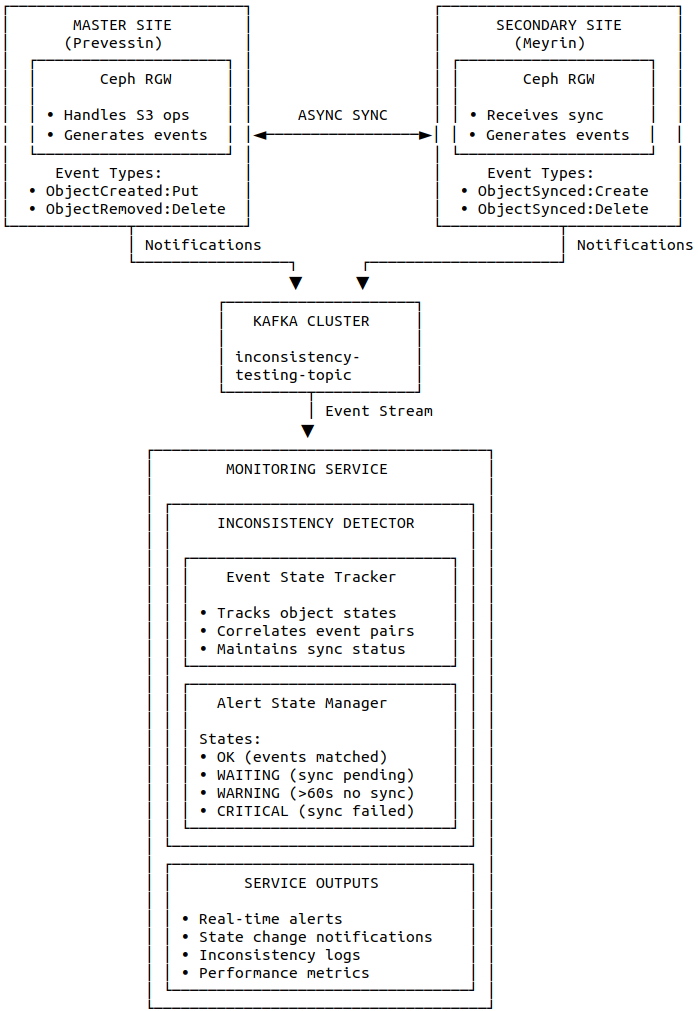 MASTER SITE
(Prevessin)
Ceph RGW
• Handles S3 ops
• Generates events
Event Types:
• ObjectCreated:Put
• ObjectRemoved:Delete
ASYNC SYNC
SECONDARY SITE
(Meyrin)
Ceph RGW
• Receives sync
• Generates events
Event Types:
• ObjectSynced:Create
• ObjectSynced:Delete
Notifications
Notifications
KAFKA CLUSTER
inconsistency-
testing-topic
Event Stream
MONITORING SERVICE
INCONSISTENCY DETECTOR
Event State Tracker
• Tracks object states
• Correlates event pairs
• Maintains sync status
Alert State Manager
States:
• OK (events matched)
• WAITING (sync pending)
• WARNING (>60s no sync)
• CRITICAL (sync failed)
SERVICE OUTPUTS
• Real-time alerts
• State change notifications
• Inconsistency logs
• Performance metrics